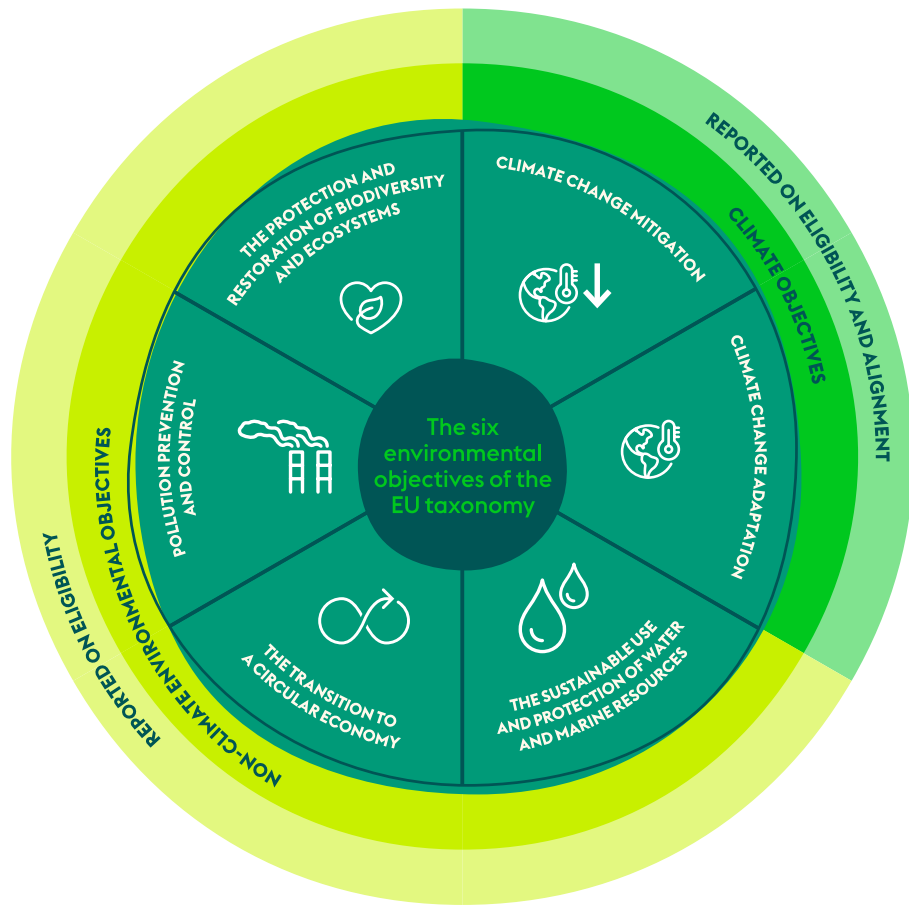 The six
environmental
objectives of the
EU taxonomy
CLIMATE CHANGE MITIGATION
CLIMATE CHANGE ADAPTATION
THE SUSTAINABLE USE
AND PROTECTION OF WATER
AND MARINE RESOURCES
THE TRANSITION TO
A CIRCULAR ECONOMY
POLLUTION PREVENTION
AND CONTROL
THE PROTECTION AND
RESTORATION OF BIODIVERSITY
AND ECOSYSTEMS
CLIMATE OBJECTIVES
REPORTED ON ELIGIBILITY AND ALIGNMENT
NON-CLIMATE ENVIRONMENTAL OBJECTIVES
REPORTED ON ELIGIBILITY